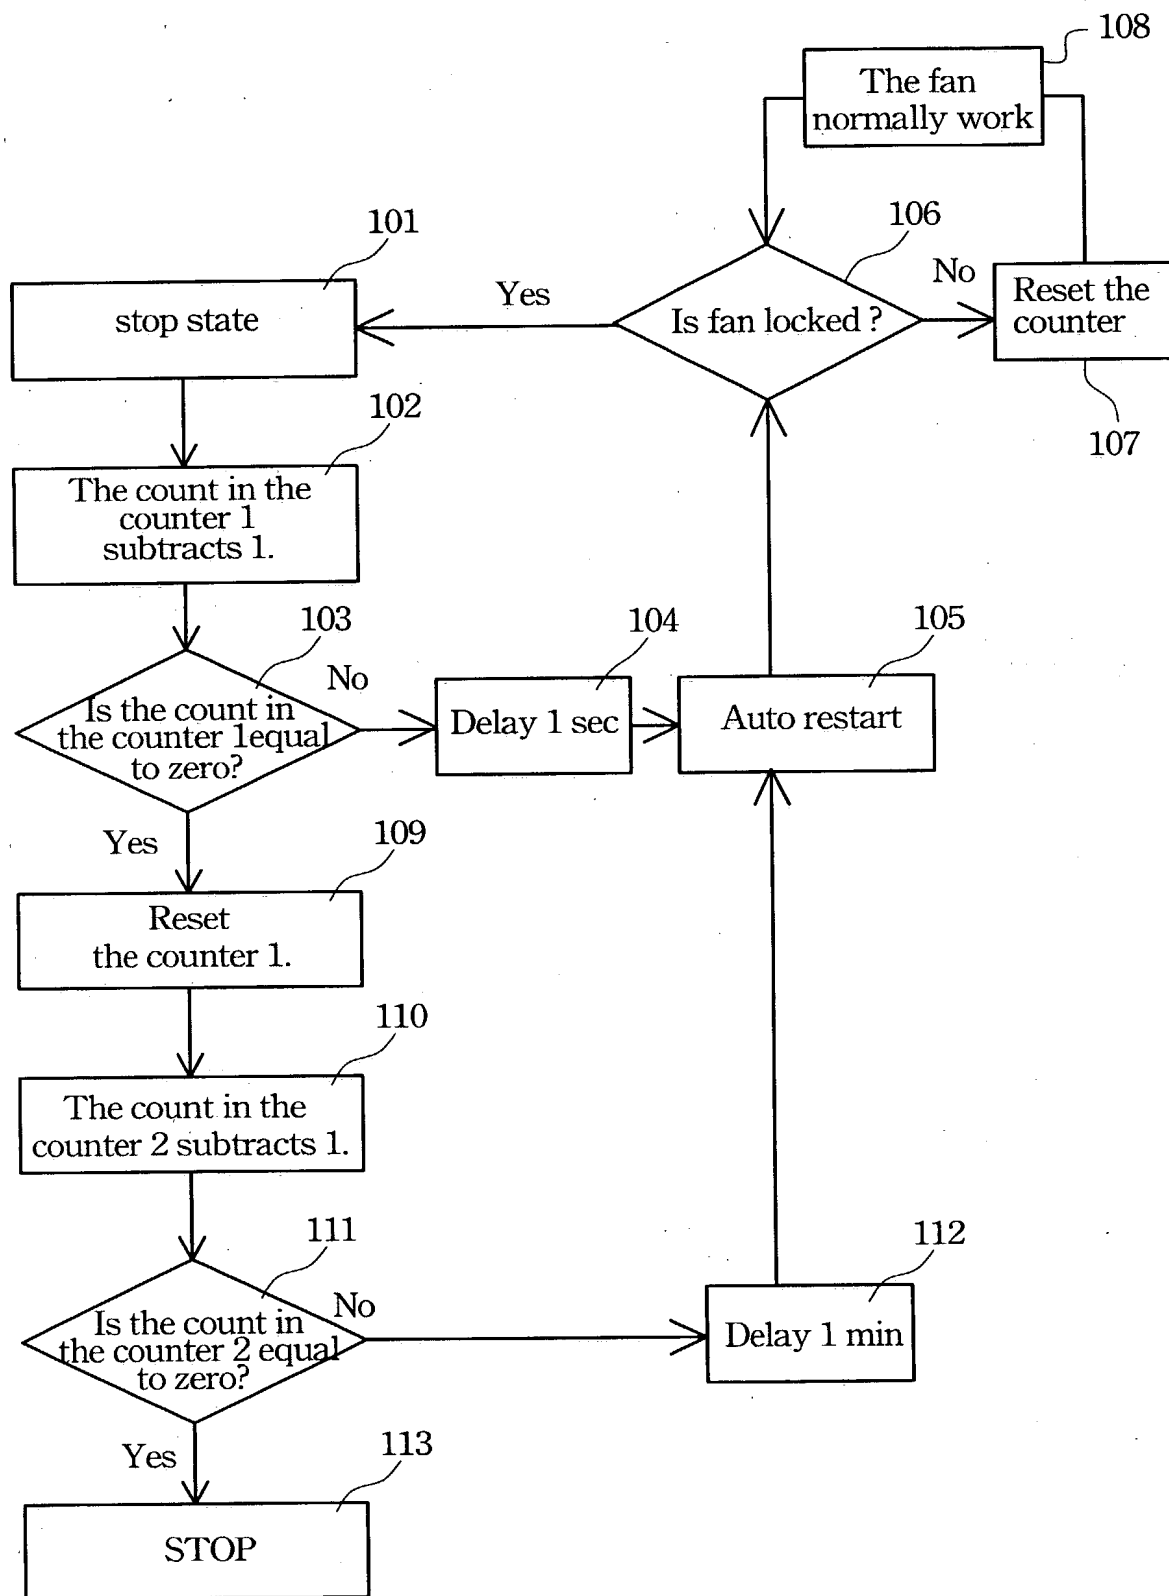 108
The fan
normally work
106
101
Yes
No
stop state
Is fan locked ?
Reset the
counter
107
102
The count in the
counter 1
subtracts 1.
103
No
104
105
Is the count in
the counter 1equal
to zero?
Delay 1 sec
Auto restart
Yes
109
Reset
the counter 1.
110
The count in the
counter 2 subtracts 1.
111
No
112
Is the count in
the counter 2 equal
to zero?
Delay 1 min
Yes
113
STOP